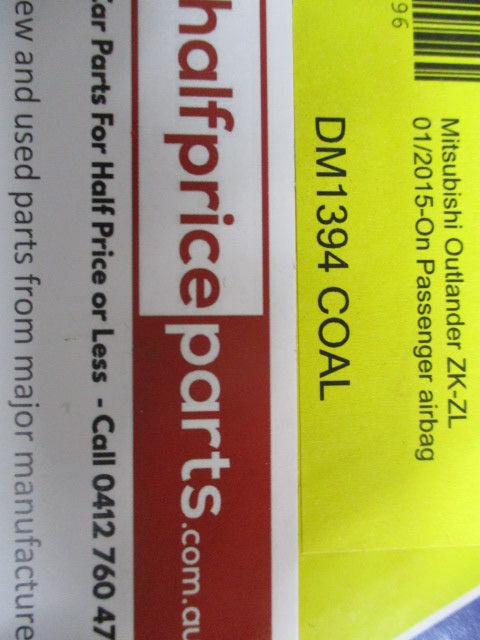 96
Mitsubishi Outlander ZK-ZL
01/2015-On Passenger airbag
DM1394 COAL
halfpriceparts.com.au
Car Parts For Half Price or Less - Call 0412 760 47
ew and used parts from major manufacture